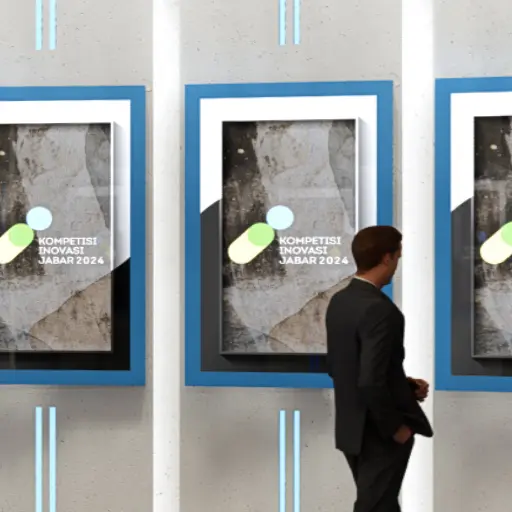 KOMPETISI
INOVASI
JABAR 2024
KOMPETISI
INOVASI
JABAR 2024